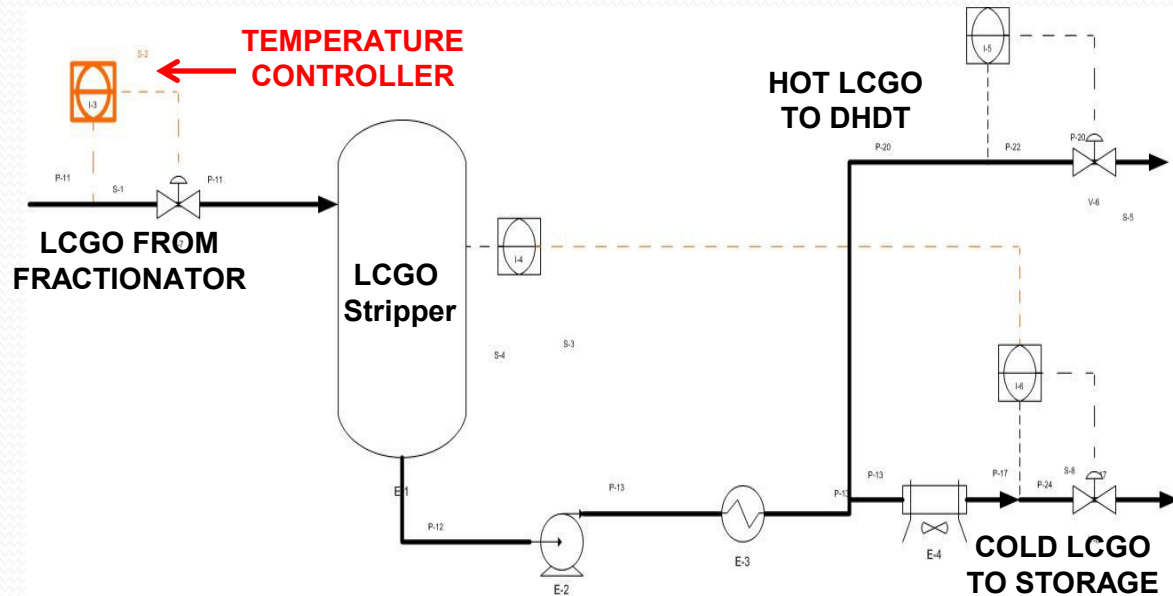 TEMPERATURE
CONTROLLER
S-2
I-3
P-11
S-1
P-11
LCGO FROM
FRACTIONATOR
LCGO
Stripper
I-4
S-4
S-3
E-1
P-12
E-2
P-13
E-3
HOT LCGO
TO DHDT
I-5
P-20
P-22
P-20
V-6
S-5
I-6
P-13
P-17
P-24
S-8
E-4
COLD LCGO
TO STORAGE